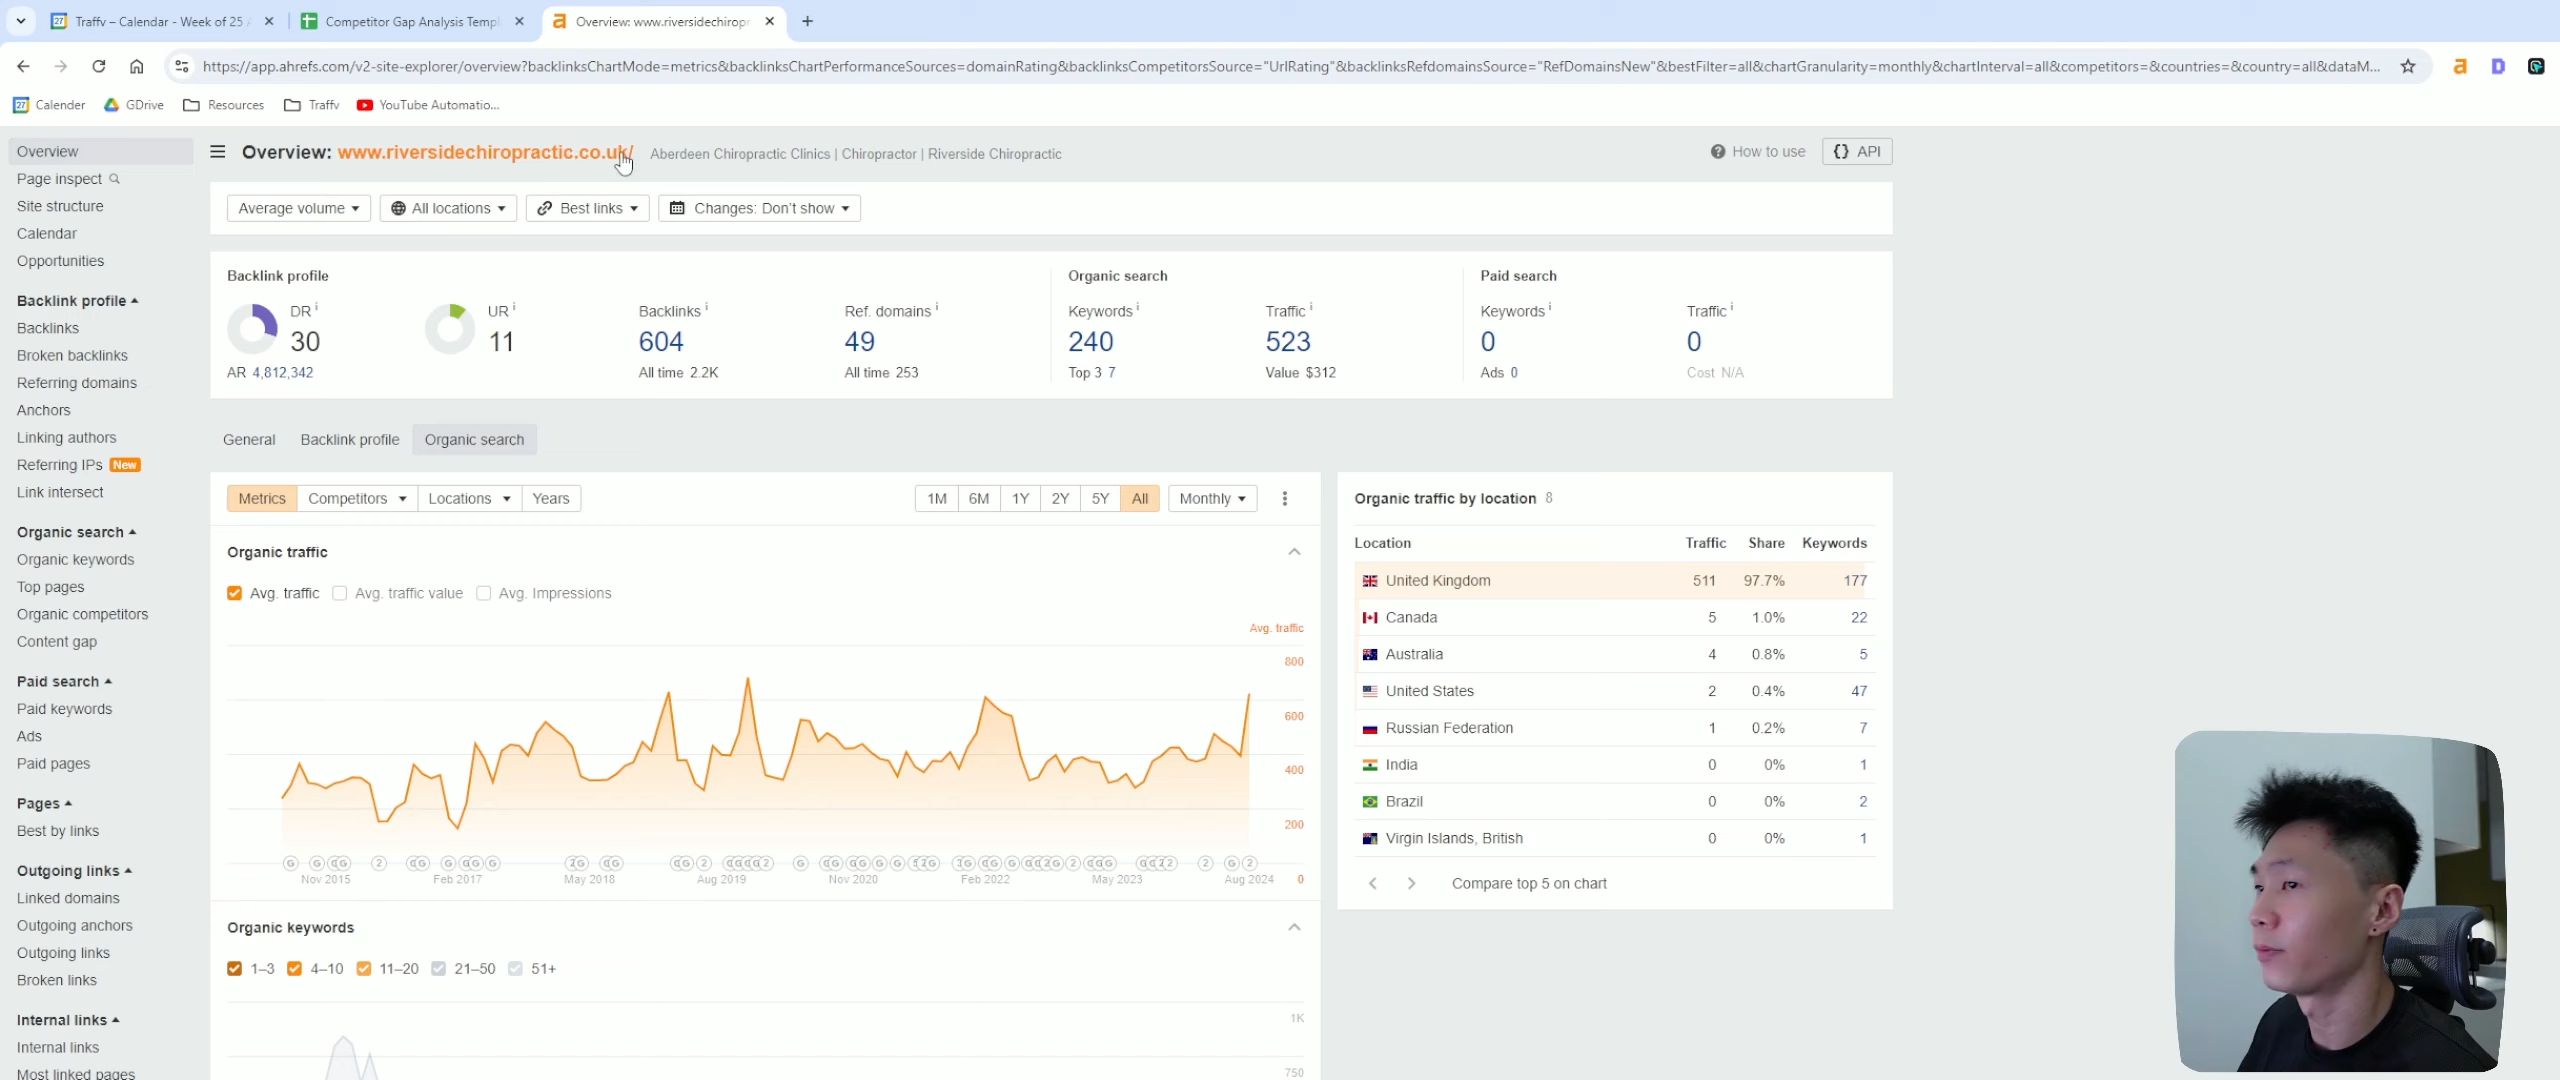 Traffv – Calendar - Week of 25
Competitor Gap Analysis Temp
Overview: www.riversidechirop
https://app.ahrefs.com/v2-site-explorer/overview?backlinksChartMode=metrics&backlinksChartPerformanceSources=domainRating&backlinksCompetitorsSource="UrlRating"&backlinksRefdomainsSource="RefDomainsNew"&bestFilter=all&chartGranularity=monthly&chartInterval=all&competitors=&countries=&country=all&dataM...
Calender GDrive Resources Traffv YouTube Automatio...
Overview
Page inspect
Site structure
Calendar
Opportunities
Backlink profile
Backlinks
Broken backlinks
Referring domains
Anchors
Linking authors
Referring IPs New
Link intersect
Organic search
Organic keywords
Top pages
Organic competitors
Content gap
Paid search
Paid keywords
Ads
Paid pages
Pages
Best by links
Outgoing links
Linked domains
Outgoing anchors
Outgoing links
Broken links
Internal links
Internal links
Most linked pages
Overview: www.riversidechiropractic.co.uk/ Aberdeen Chiropractic Clinics | Chiropractor | Riverside Chiropractic
How to use {} API
Average volume All locations Best links Changes: Don't show
Backlink profile
DR i 30
AR 4,812,342
UR i 11
Backlinks i
604
All time 2.2K
Ref. domains i
49
All time 253
Organic search
Keywords i
240
Top 3 7
Traffic i
523
Value $312
Paid search
Keywords i
0
Ads 0
Traffic i
0
Cost N/A
General Backlink profile Organic search
Metrics Competitors Locations Years
1M 6M 1Y 2Y 5Y All Monthly
Organic traffic
Avg. traffic Avg. traffic value Avg. Impressions
Avg. traffic
800
600
400
200
0
Nov 2015 Feb 2017 May 2018 Aug 2019 Nov 2020 Feb 2022 May 2023 Aug 2024
Organic keywords
1–3 4–10 11–20 21–50 51+
1K
750
Organic traffic by location 8
Location Traffic Share Keywords
United Kingdom 511 97.7% 177
Canada 5 1.0% 22
Australia 4 0.8% 5
United States 2 0.4% 47
Russian Federation 1 0.2% 7
India 0 0% 1
Brazil 0 0% 2
Virgin Islands, British 0 0% 1
Compare top 5 on chart